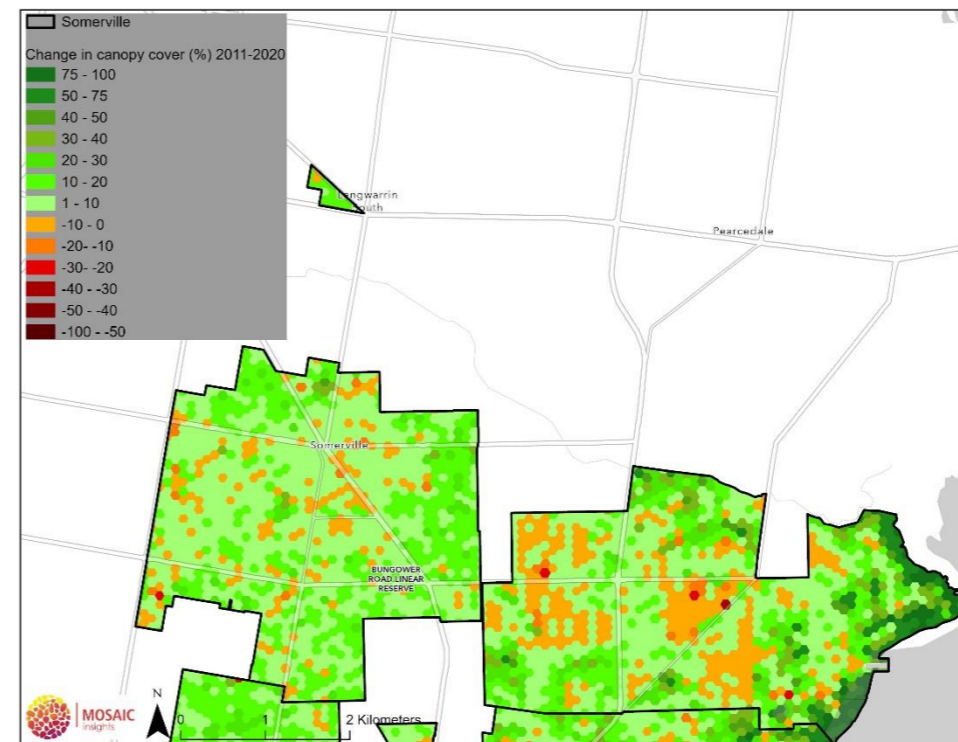 Somerville
Change in canopy cover (%) 2011-2020
75 - 100
50 - 75
40 - 50
30 - 40
20 - 30
10 - 20
1 - 10
-10 - 0
-20- -10
-30- -20
-40 - -30
-50 - -40
-100 - -50
Langwarrin
South
Pearcedale
Somerville
BUNGOWER
ROAD LINEAR
RESERVE
MOSAIC
insights
N
0 1 2 Kilometers